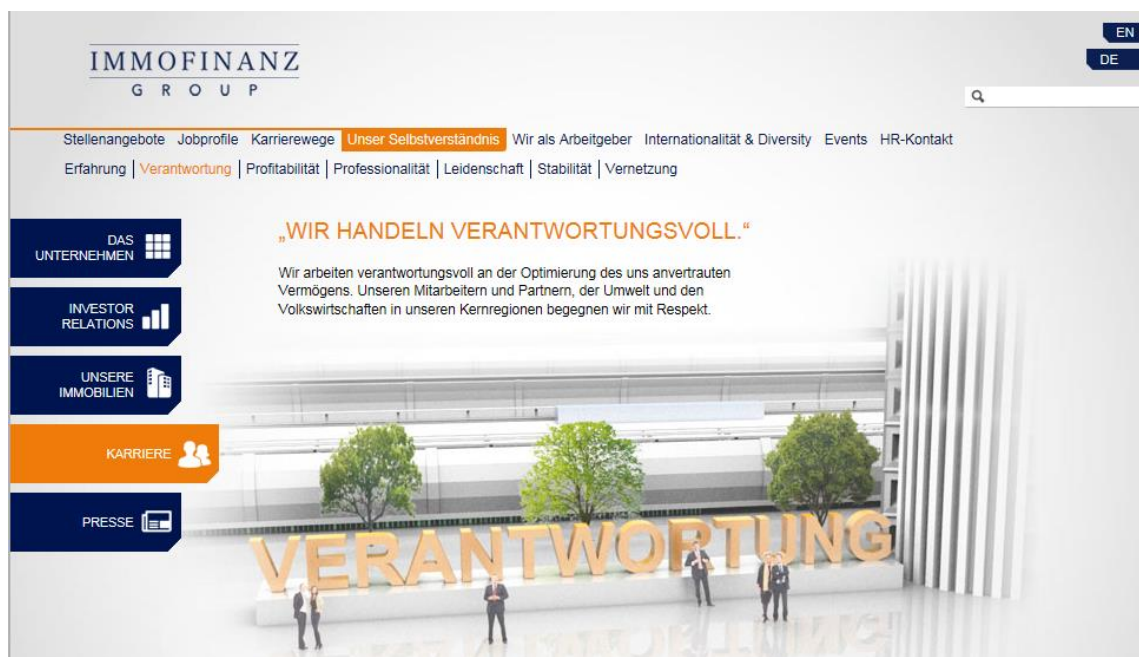 IMMOFINANZ
GROUP
EN
DE
Stellenangebote Jobprofile Karrierewege Unser Selbstverständnis Wir als Arbeitgeber Internationalität & Diversity Events HR-Kontakt
Erfahrung | Verantwortung | Profitabilität | Professionalität | Leidenschaft | Stabilität | Vernetzung
DAS
UNTERNEHMEN
INVESTOR
RELATIONS
UNSERE
IMMOBILIEN
KARRIERE
PRESSE
„WIR HANDELN VERANTWORTUNGSVOLL.“
Wir arbeiten verantwortungsvoll an der Optimierung des uns anvertrauten
Vermögens. Unseren Mitarbeitern und Partnern, der Umwelt und den
Volkswirtschaften in unseren Kernregionen begegnen wir mit Respekt.
VERANTWORTUNG